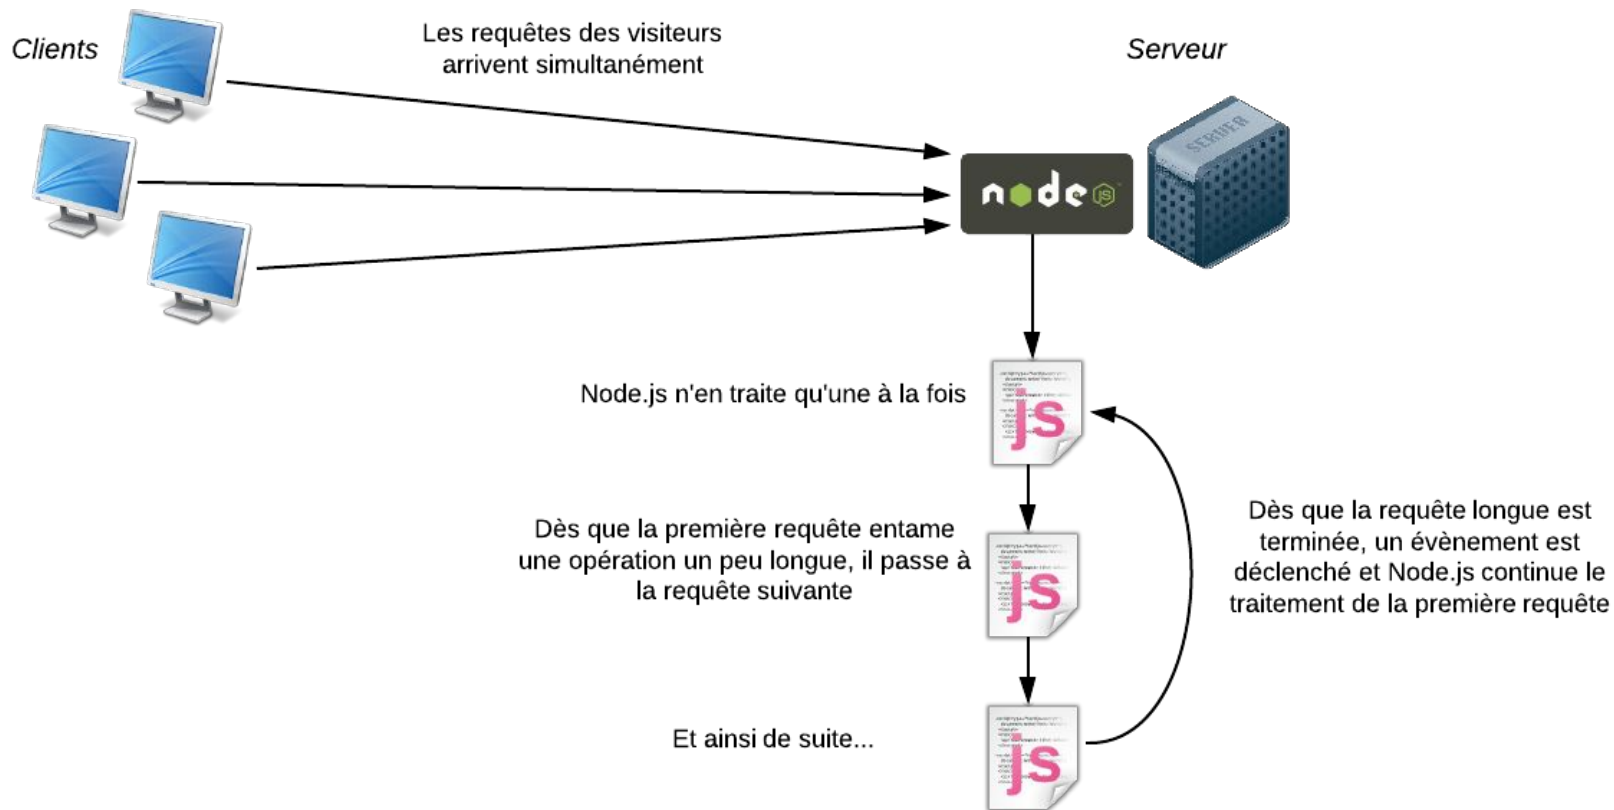 Clients
Les requêtes des visiteurs
arrivent simultanément
Serveur
SERVER
node JS
Node.js n'en traite qu'une à la fois
js
Dès que la première requête entame
une opération un peu longue, il passe à
la requête suivante
js
Dès que la requête longue est
terminée, un évènement est
déclenché et Node.js continue le
traitement de la première requête
Et ainsi de suite...
js